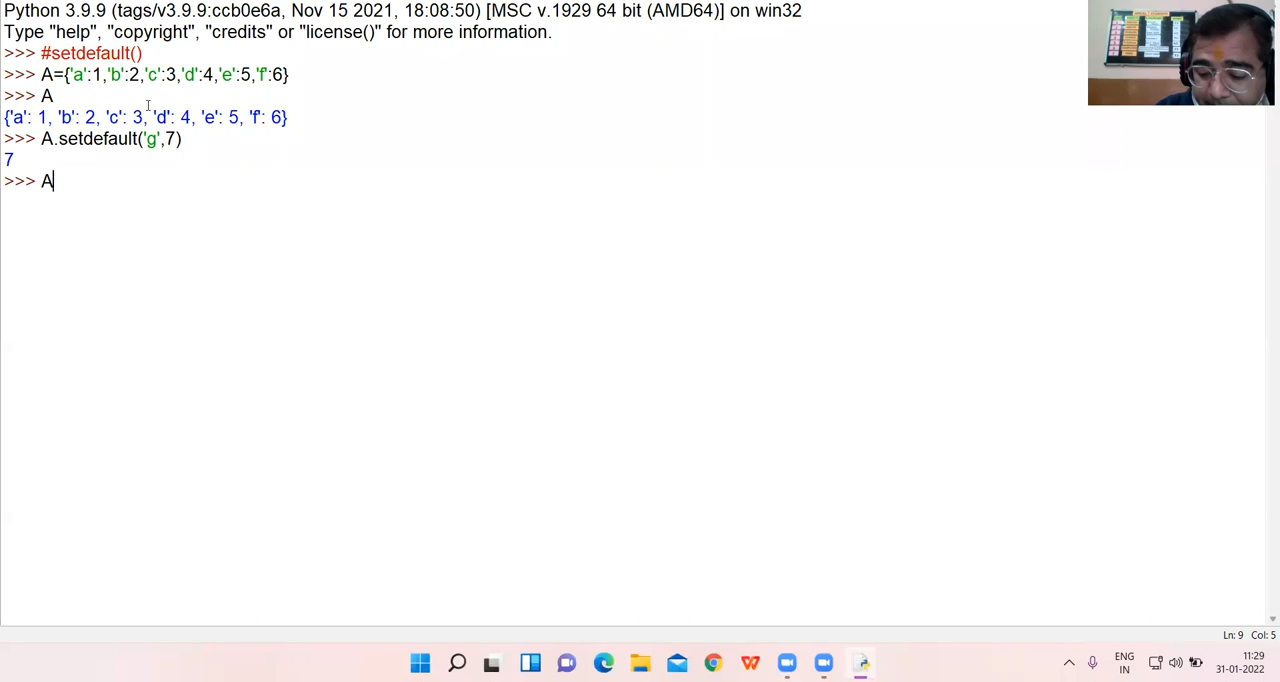 Python 3.9.9 (tags/v3.9.9:ccb0e6a, Nov 15 2021, 18:08:50) [MSC v.1929 64 bit (AMD64)] on win32
Type "help", "copyright", "credits" or "license()" for more information.
>>> #setdefault()
>>> A={'a':1,'b':2,'c':3,'d':4,'e':5,'f':6}
>>> A
{'a': 1, 'b': 2, 'c': 3, 'd': 4, 'e': 5, 'f': 6}
>>> A.setdefault('g',7)
7
>>> A
Ln: 9 Col: 5
ENG
IN
11:29
31-01-2022